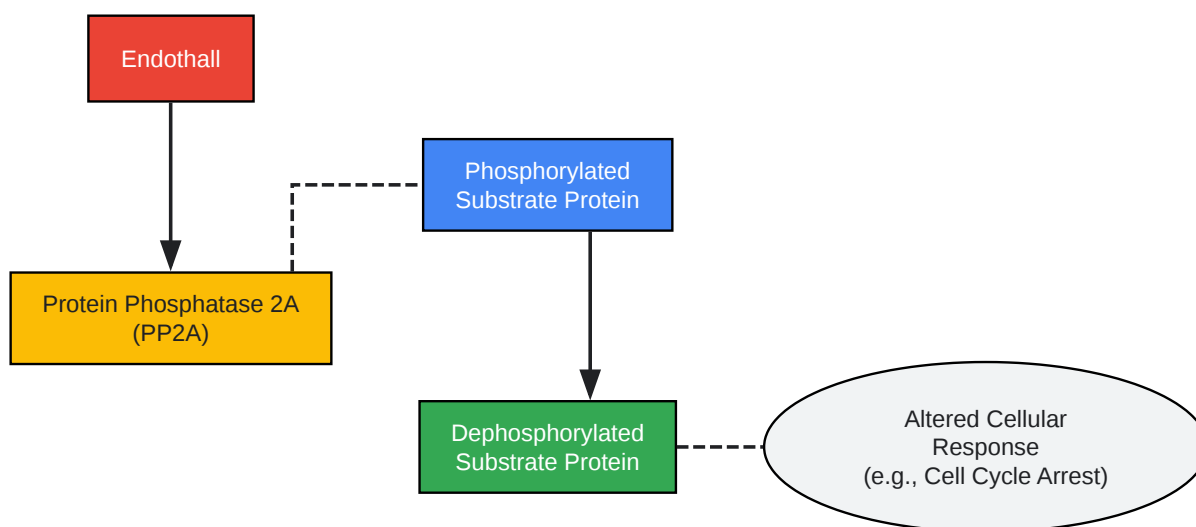 Endothall
Phosphorylated
Substrate Protein
Protein Phosphatase 2A
(PP2A)
Dephosphorylated
Substrate Protein
Altered Cellular
Response
(e.g., Cell Cycle Arrest)